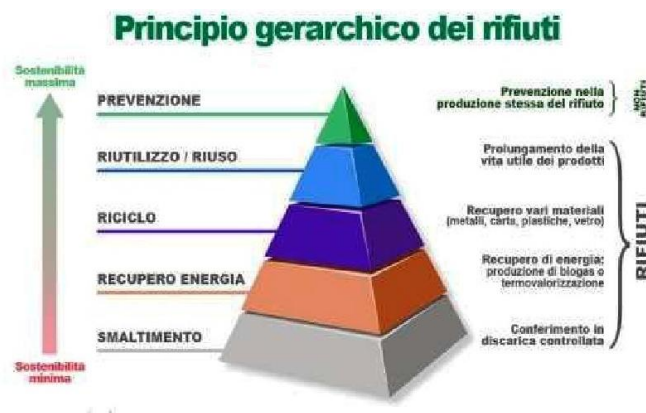 Principio gerarchico dei rifiuti
Sostenibilità
massima
PREVENZIONE
Prevenzione nella
produzione stessa del rifiuto
NON
RIFIUTI
RIUTILIZZO / RIUSO
Prolungamento della
vita utile dei prodotti
RICICLO
Recupero vari materiali
(metalli, carta, plastiche, vetro)
RECUPERO ENERGIA
Recupero di energia:
produzione di biogas e
termovalorizzazione
RIFIUTI
SMALTIMENTO
Conferimento in
discarica controllata
Sostenibilità
minima